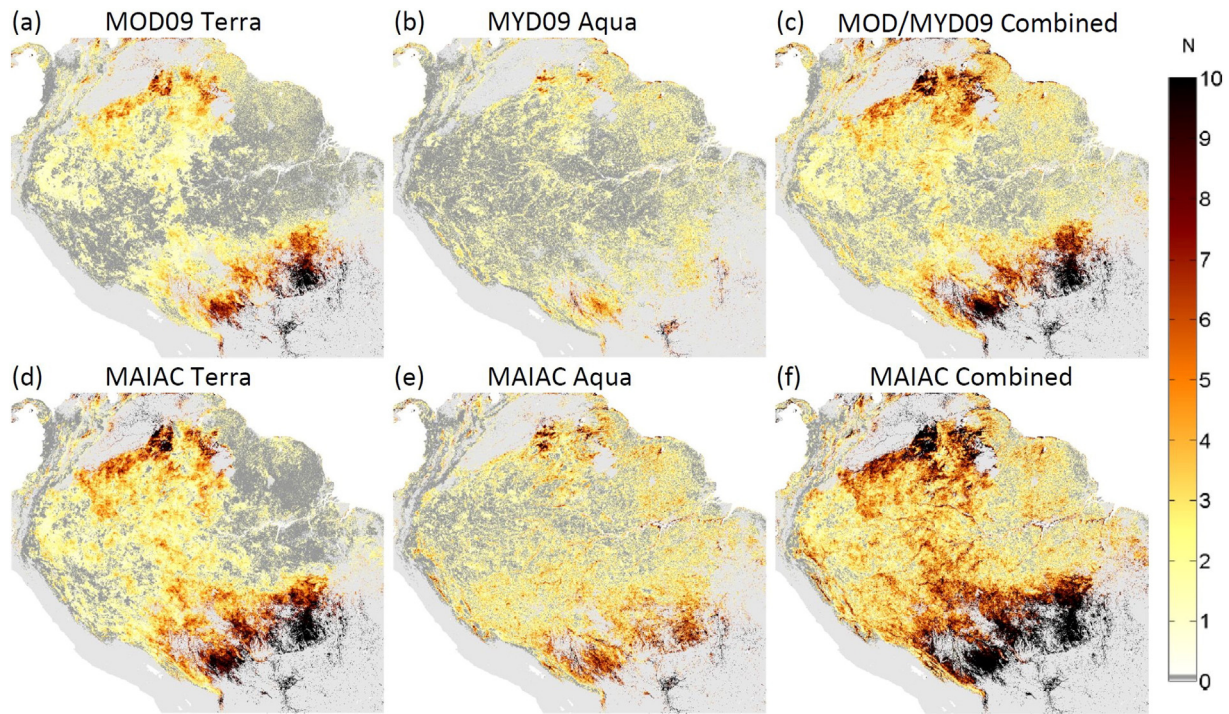 (a) MOD09 Terra
(b) MYD09 Aqua
(c) MOD/MYD09 Combined
N
10
9
8
7
6
5
4
3
2
1
0
(d) MAIAC Terra
(e) MAIAC Aqua
(f) MAIAC Combined